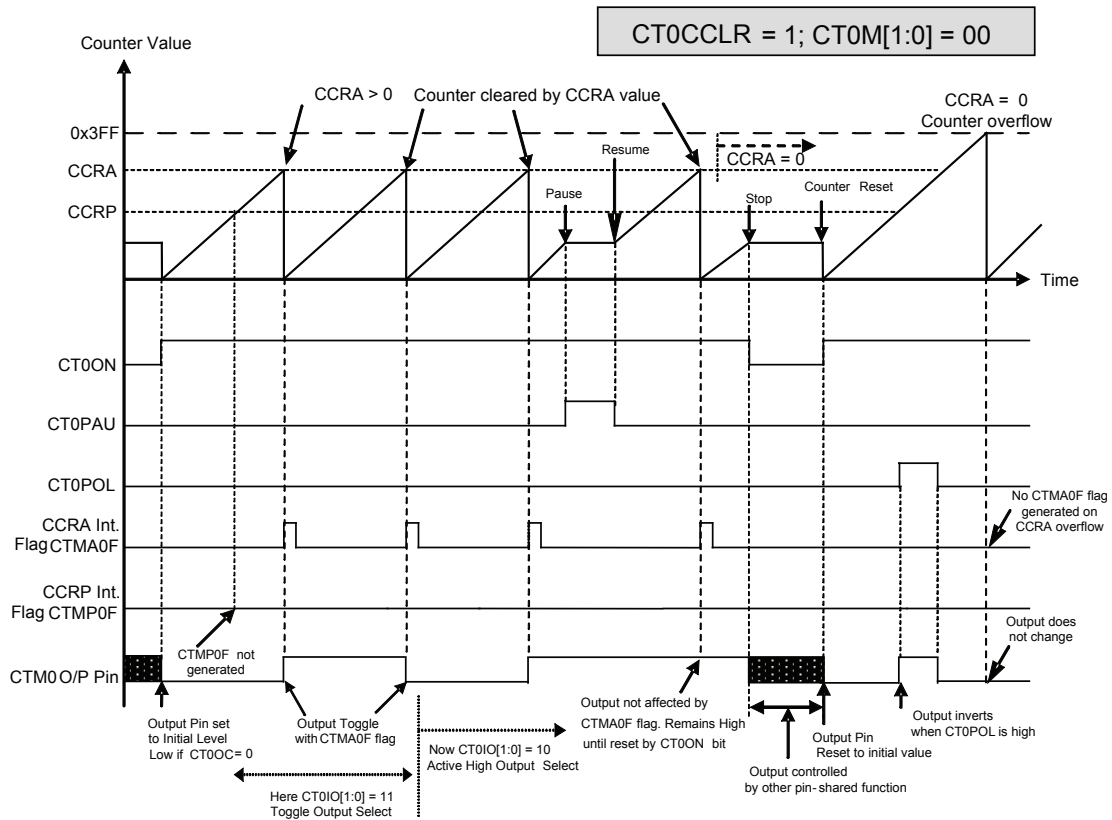 CT0CCLR = 1; CT0M[1:0] = 00
Counter Value
CCRA > 0
Counter cleared by CCRA value
CCRA = 0
Counter overflow
0x3FF
CCRA = 0
Resume
CCRA
Pause
Stop
Counter Reset
CCRP
Time
CT0ON
CT0PAU
CT0POL
No CTMA0F flag
generated on
CCRA overflow
CCRA Int.
Flag CTMA0F
CCRP Int.
Flag CTMP0F
CTMP0F not
generated
Output does
not change
CTM0 O/P Pin
Output Pin set
to Initial Level
Low if CT0OC= 0
Output Toggle
with CTMA0F flag
Now CT0IO[1:0] = 10
Active High Output Select
Output not affected by
CTMA0F flag. Remains High
until reset by CT0ON bit
Output Pin
Reset to initial value
Output inverts
when CT0POL is high
Output controlled
by other pin-shared function
Here CT0IO[1:0] = 11
Toggle Output Select